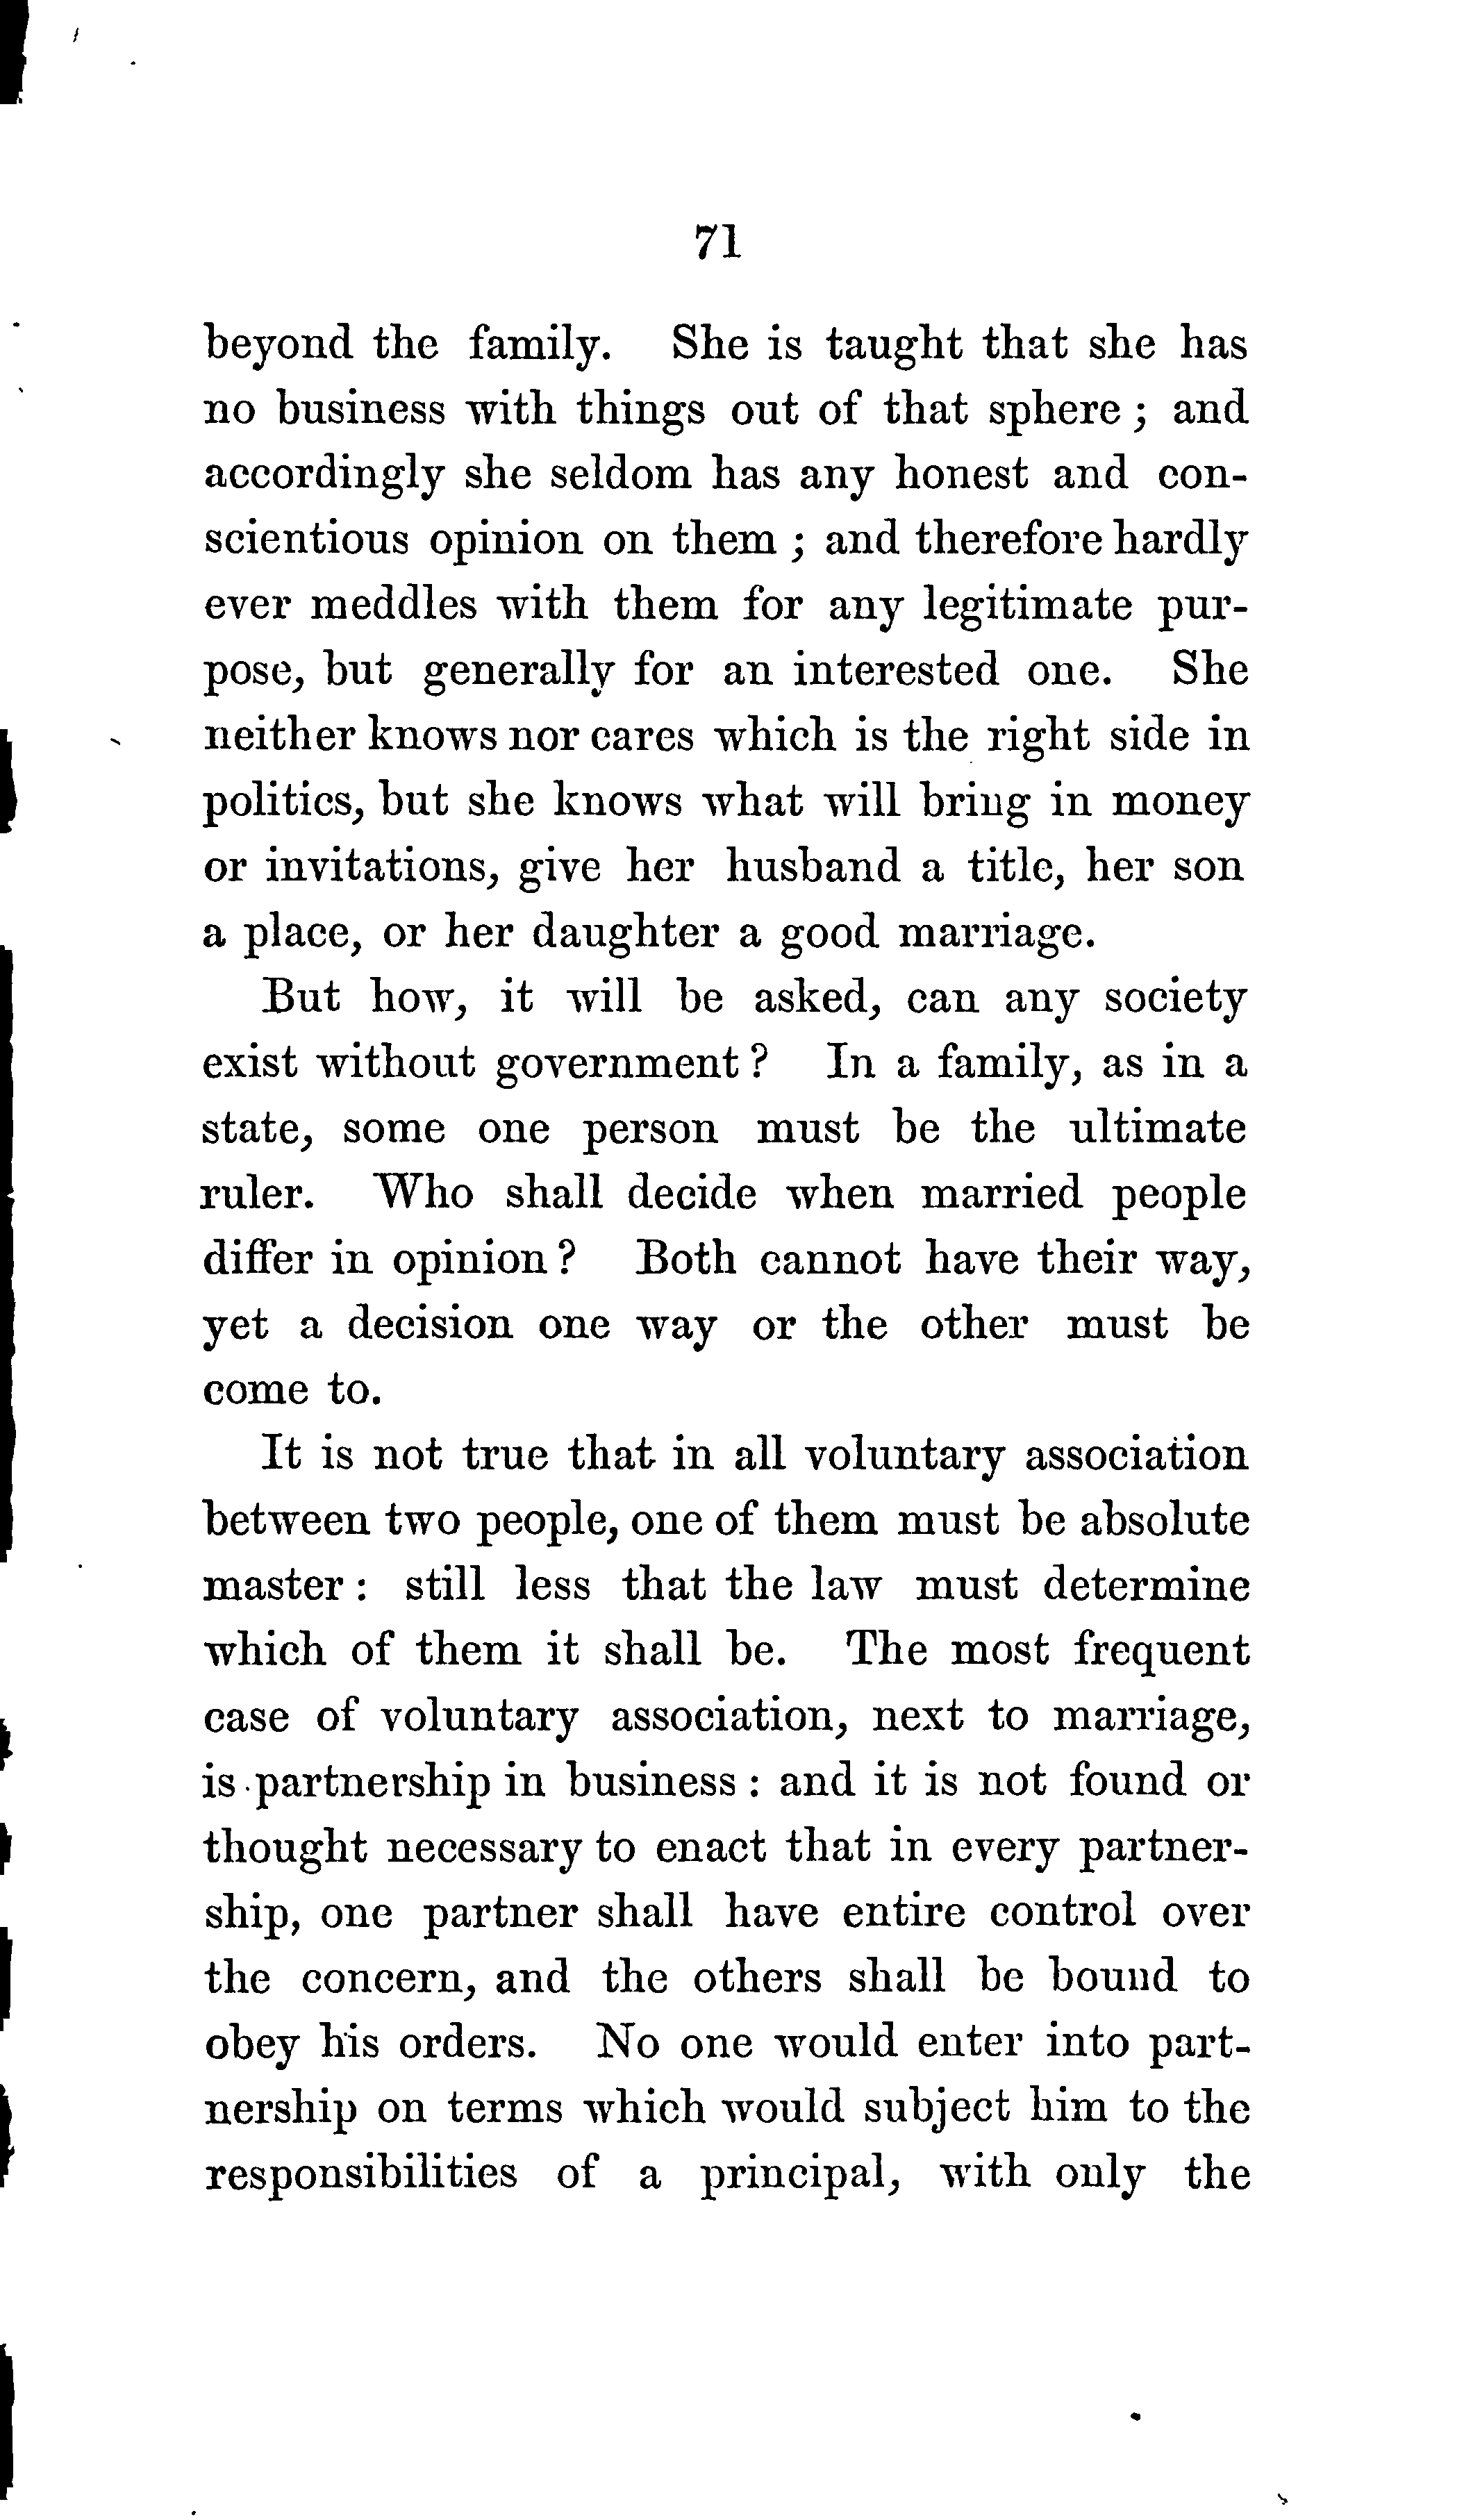 71
beyond the family. She is taught that she has
no business with things out of that sphere ; and
accordingly she seldom has any honest and con-
scientious opinion on them ; and therefore hardly
ever meddles with them for any legitimate pur-
pose, but generally for an interested one. She
neither knows nor cares which is the right side in
politics, but she knows what will bring in money
or invitations, give her husband a title, her son
a place, or her daughter a good marriage.
But how, it will be asked, can any society
exist without government ? In a family, as in a
state, some one person must be the ultimate
ruler. Who shall decide when married people
differ in opinion ? Both cannot have their way,
yet a decision one way or the other must be
come to.
It is not true that in all voluntary association
between two people, one of them must be absolute
master : still less that the law must determine
which of them it shall be. The most frequent
case of voluntary association, next to marriage,
is partnership in business : and it is not found or
thought necessary to enact that in every partner-
ship, one partner shall have entire control over
the concern, and the others shall be bound to
obey his orders. No one would enter into part-
nership on terms which would subject him to the
responsibilities of a principal, with only the